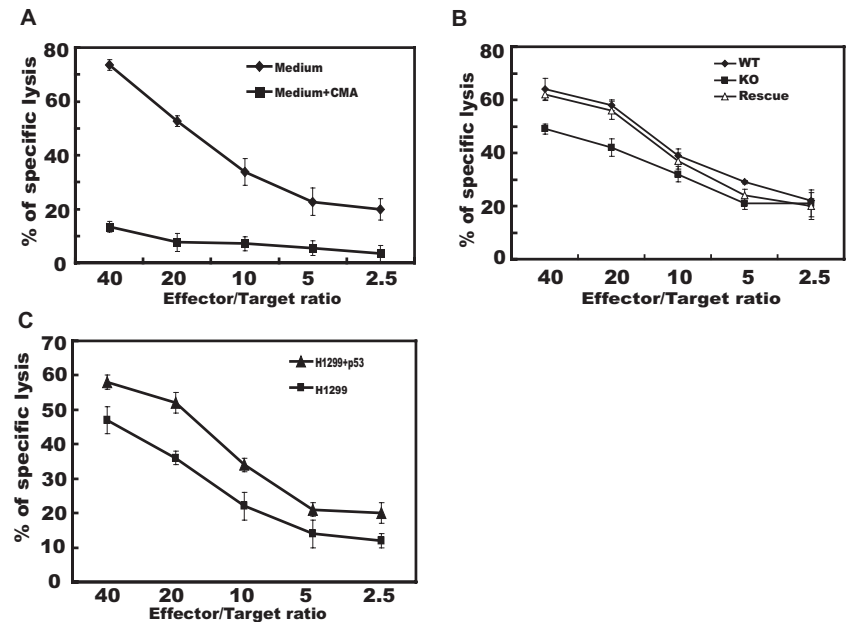 A
80
60
40
20
0
% of specific lysis
Medium
Medium+CMA
40 20 10 5 2.5
Effector/Target ratio
B
80
60
40
20
0
% of specific lysis
WT
KO
Rescue
40 20 10 5 2.5
Effector/Target ratio
C
70
60
50
40
30
20
10
0
% of specific lysis
H1299+p53
H1299
40 20 10 5 2.5
Effector/Target ratio